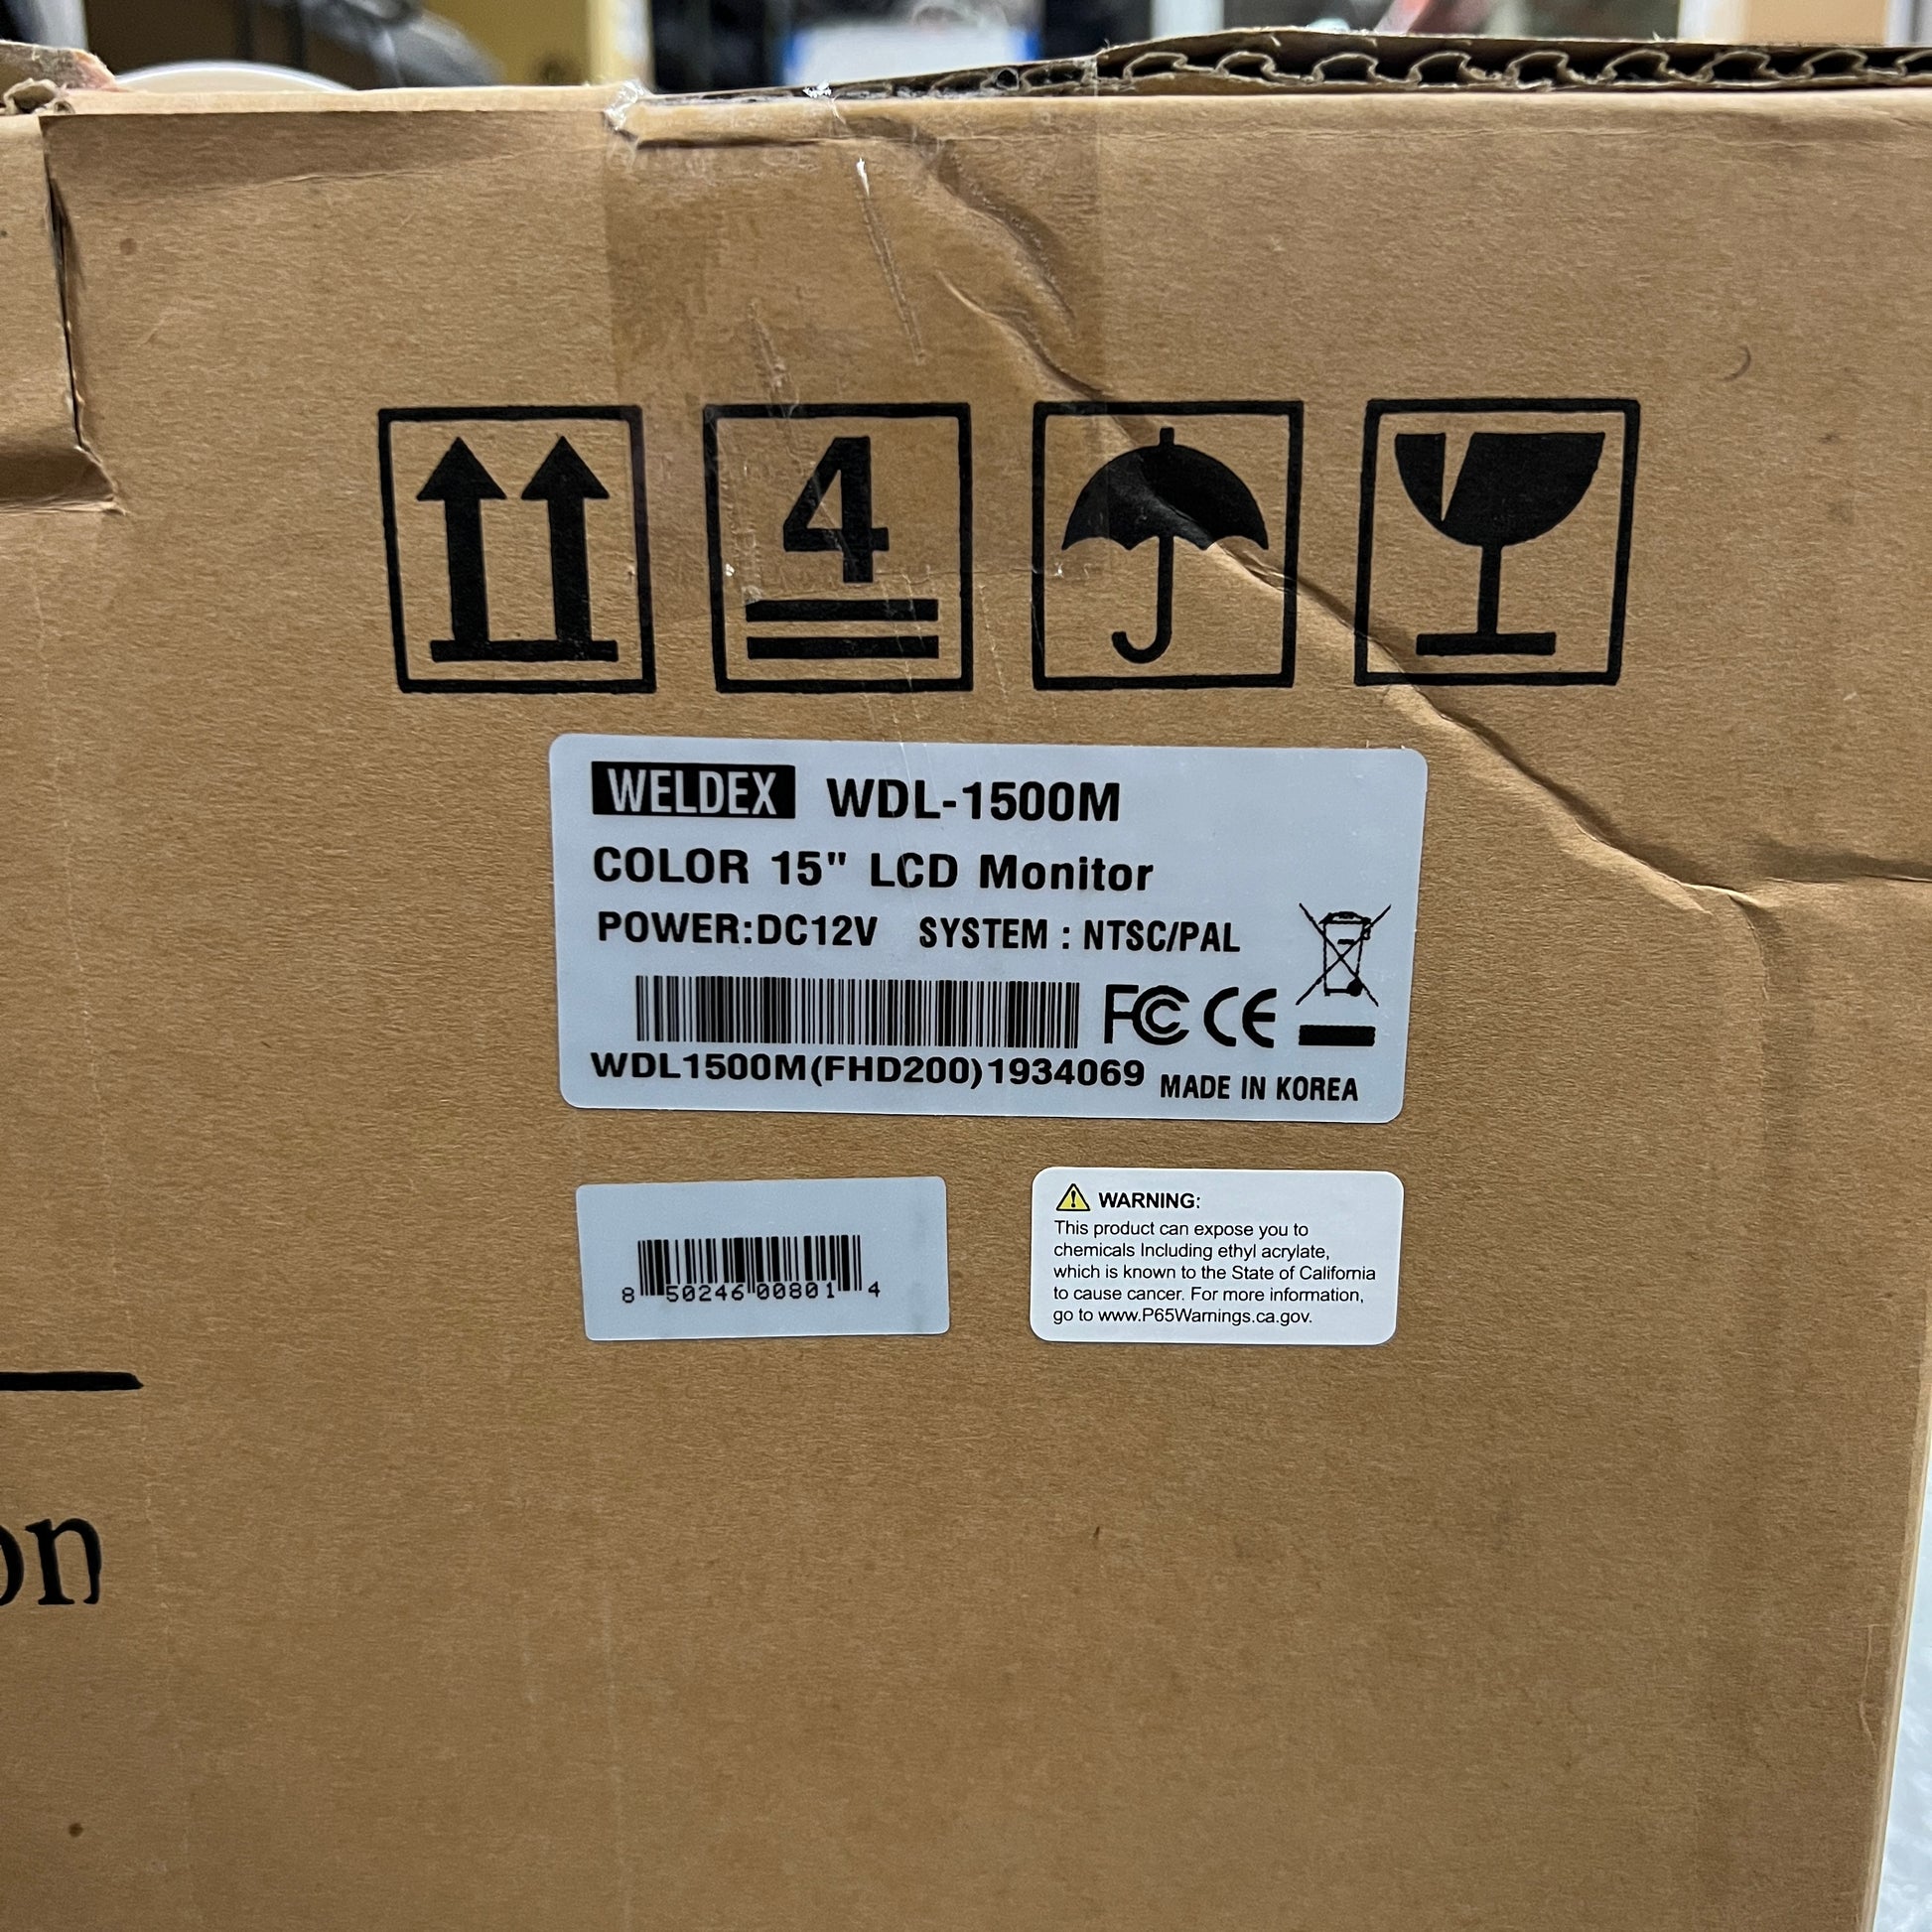 4
WELDEX WDL-1500M
COLOR 15" LCD Monitor
POWER:DC12V SYSTEM : NTSC/PAL
FC CE
WDL1500M(FHD200)1934069 MADE IN KOREA
8 50246 00801 4
WARNING:
This product can expose you to
chemicals Including ethyl acrylate,
which is known to the State of California
to cause cancer. For more information,
go to www.P65Warnings.ca.gov.
on